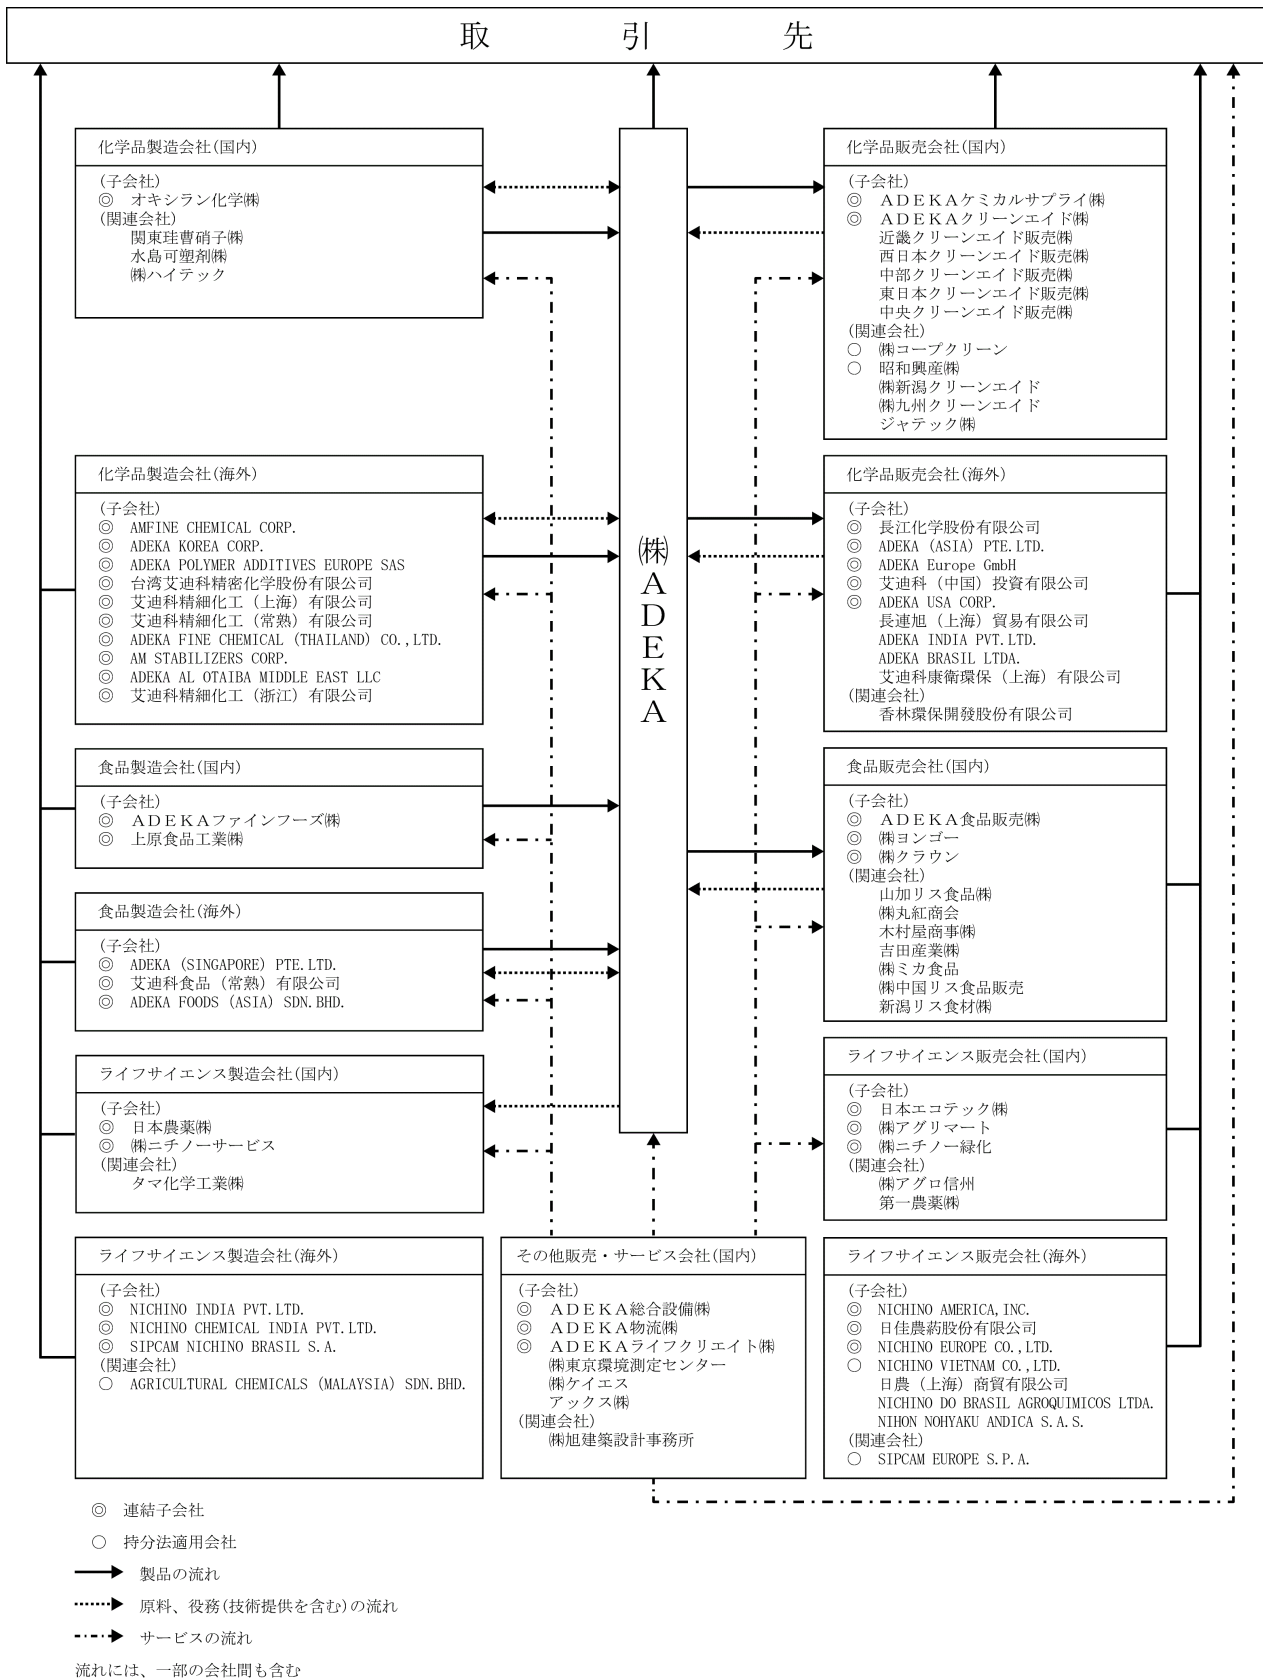 取引先
化学品製造会社(国内)
(子会社)
◎ オキシラン化学㈱
(関連会社)
関東珪曹硝子㈱
水島可塑剤㈱
㈱ハイテック
化学品製造会社(海外)
(子会社)
◎ AMFINE CHEMICAL CORP.
◎ ADEKA KOREA CORP.
◎ ADEKA POLYMER ADDITIVES EUROPE SAS
◎ 台湾艾迪科精密化学股份有限公司
◎ 艾迪科精細化工（上海）有限公司
◎ 艾迪科精細化工（常熟）有限公司
◎ ADEKA FINE CHEMICAL (THAILAND) CO.,LTD.
◎ AM STABILIZERS CORP.
◎ ADEKA AL OTAIBA MIDDLE EAST LLC
◎ 艾迪科精細化工（浙江）有限公司
食品製造会社(国内)
(子会社)
◎ ＡＤＥＫＡファインフーズ㈱
◎ 上原食品工業㈱
食品製造会社(海外)
(子会社)
◎ ADEKA (SINGAPORE) PTE.LTD.
◎ 艾迪科食品（常熟）有限公司
◎ ADEKA FOODS (ASIA) SDN.BHD.
ライフサイエンス製造会社(国内)
(子会社)
◎ 日本農薬㈱
◎ ㈱ニチノーサービス
(関連会社)
タマ化学工業㈱
ライフサイエンス製造会社(海外)
(子会社)
◎ NICHINO INDIA PVT.LTD.
◎ NICHINO CHEMICAL INDIA PVT.LTD.
◎ SIPCAM NICHINO BRASIL S.A.
(関連会社)
○ AGRICULTURAL CHEMICALS (MALAYSIA) SDN.BHD.
㈱ＡＤＥＫＡ
その他販売・サービス会社(国内)
(子会社)
◎ ＡＤＥＫＡ総合設備㈱
◎ ＡＤＥＫＡ物流㈱
◎ ＡＤＥＫＡライフクリエイト㈱
㈱東京環境測定センター
㈱ケイエス
アックス㈱
(関連会社)
㈱旭建築設計事務所
化学品販売会社(国内)
(子会社)
◎ ＡＤＥＫＡケミカルサプライ㈱
◎ ＡＤＥＫＡクリーンエイド㈱
近畿クリーンエイド販売㈱
西日本クリーンエイド販売㈱
中部クリーンエイド販売㈱
東日本クリーンエイド販売㈱
中央クリーンエイド販売㈱
(関連会社)
○ ㈱コープクリーン
○ 昭和興産㈱
㈱新潟クリーンエイド
㈱九州クリーンエイド
ジャテック㈱
化学品販売会社(海外)
(子会社)
◎ 長江化学股份有限公司
◎ ADEKA (ASIA) PTE.LTD.
◎ ADEKA Europe GmbH
◎ 艾迪科（中国）投資有限公司
◎ ADEKA USA CORP.
長連旭（上海）貿易有限公司
ADEKA INDIA PVT.LTD.
ADEKA BRASIL LTDA.
艾迪科康衛環保（上海）有限公司
(関連会社)
香林環保開發股份有限公司
食品販売会社(国内)
(子会社)
◎ ＡＤＥＫＡ食品販売㈱
◎ ㈱ヨンゴー
◎ ㈱クラウン
(関連会社)
山加リス食品㈱
㈱丸紅商会
木村屋商事㈱
吉田産業㈱
㈱ミカ食品
㈱中国リス食品販売
新潟リス食材㈱
ライフサイエンス販売会社(国内)
(子会社)
◎ 日本エコテック㈱
◎ ㈱アグリマート
◎ ㈱ニチノー緑化
(関連会社)
㈱アグロ信州
第一農薬㈱
ライフサイエンス販売会社(海外)
(子会社)
◎ NICHINO AMERICA,INC.
◎ 日佳農葯股份有限公司
◎ NICHINO EUROPE CO.,LTD.
○ NICHINO VIETNAM CO.,LTD.
日農（上海）商貿有限公司
NICHINO DO BRASIL AGROQUIMICOS LTDA.
NIHON NOHYAKU ANDICA S.A.S.
(関連会社)
○ SIPCAM EUROPE S.P.A.
◎ 連結子会社
○ 持分法適用会社
製品の流れ
原料、役務(技術提供を含む)の流れ
サービスの流れ
流れには、一部の会社間も含む